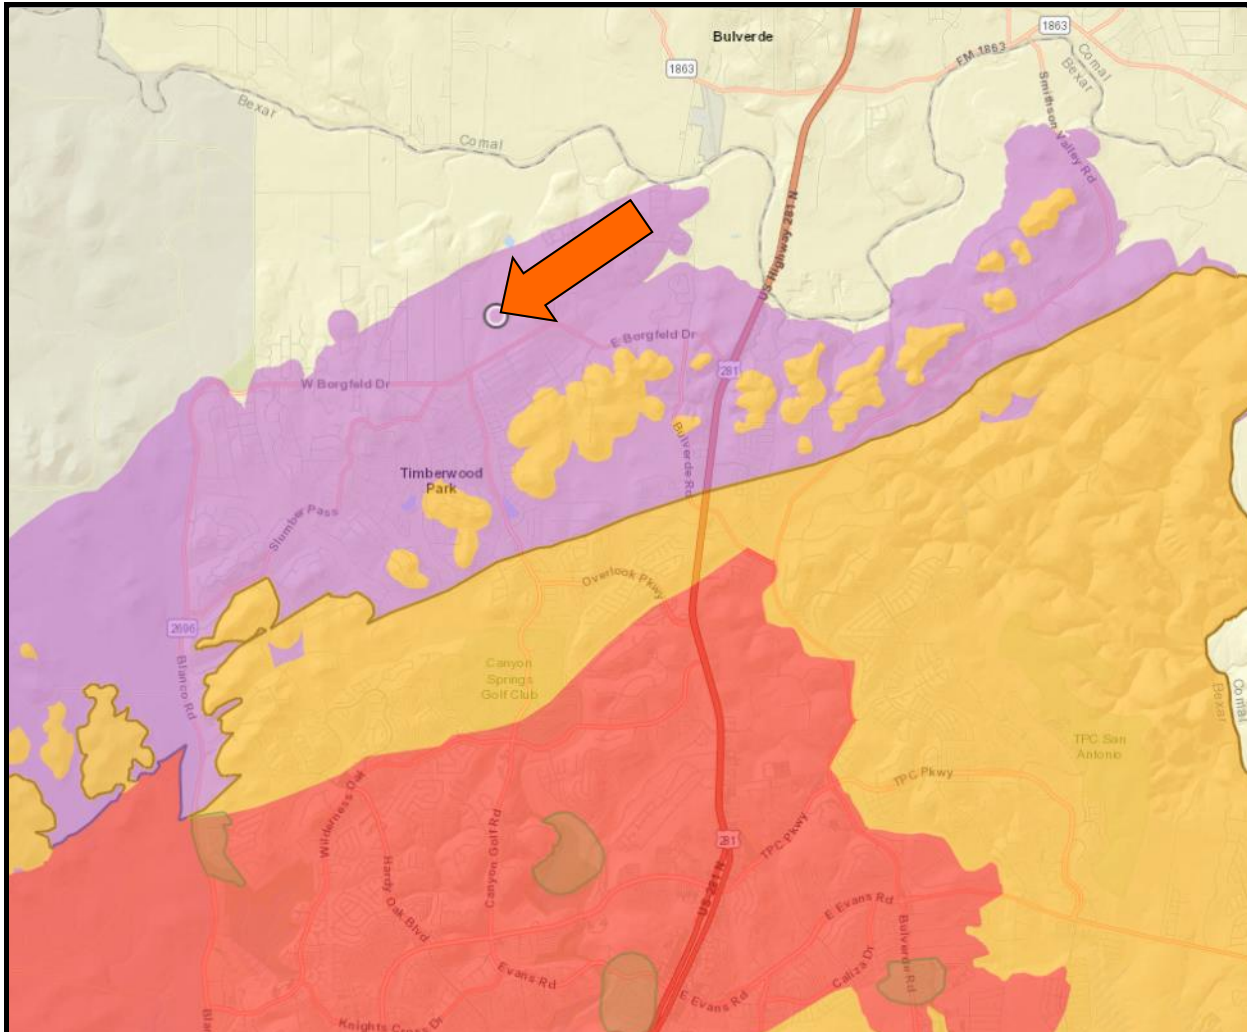 1863
Bulverde
1863
FM 1863
Comal
Bexar
Bexar
Comal
Smithson Valley Rd
US Highway 281 N
E Borgfeld Dr
W Borgfeld Dr
281
Bulverde Rd
Timberwood
Park
Slumber Pass
Overlook Pkwy
2696
Blanco Rd
Canyon
Springs
Golf Club
Comal
Bexar
TPC San
Antonio
TPC Pkwy
Wilderness Oak
Hardy Oak Blvd
Canyon Golf Rd
281
TPC Pkwy
US 281 N
E Evans Rd
Bulverde Rd
Caliza Dr
Evans Rd
E Evans Rd
Knights Cross Dr